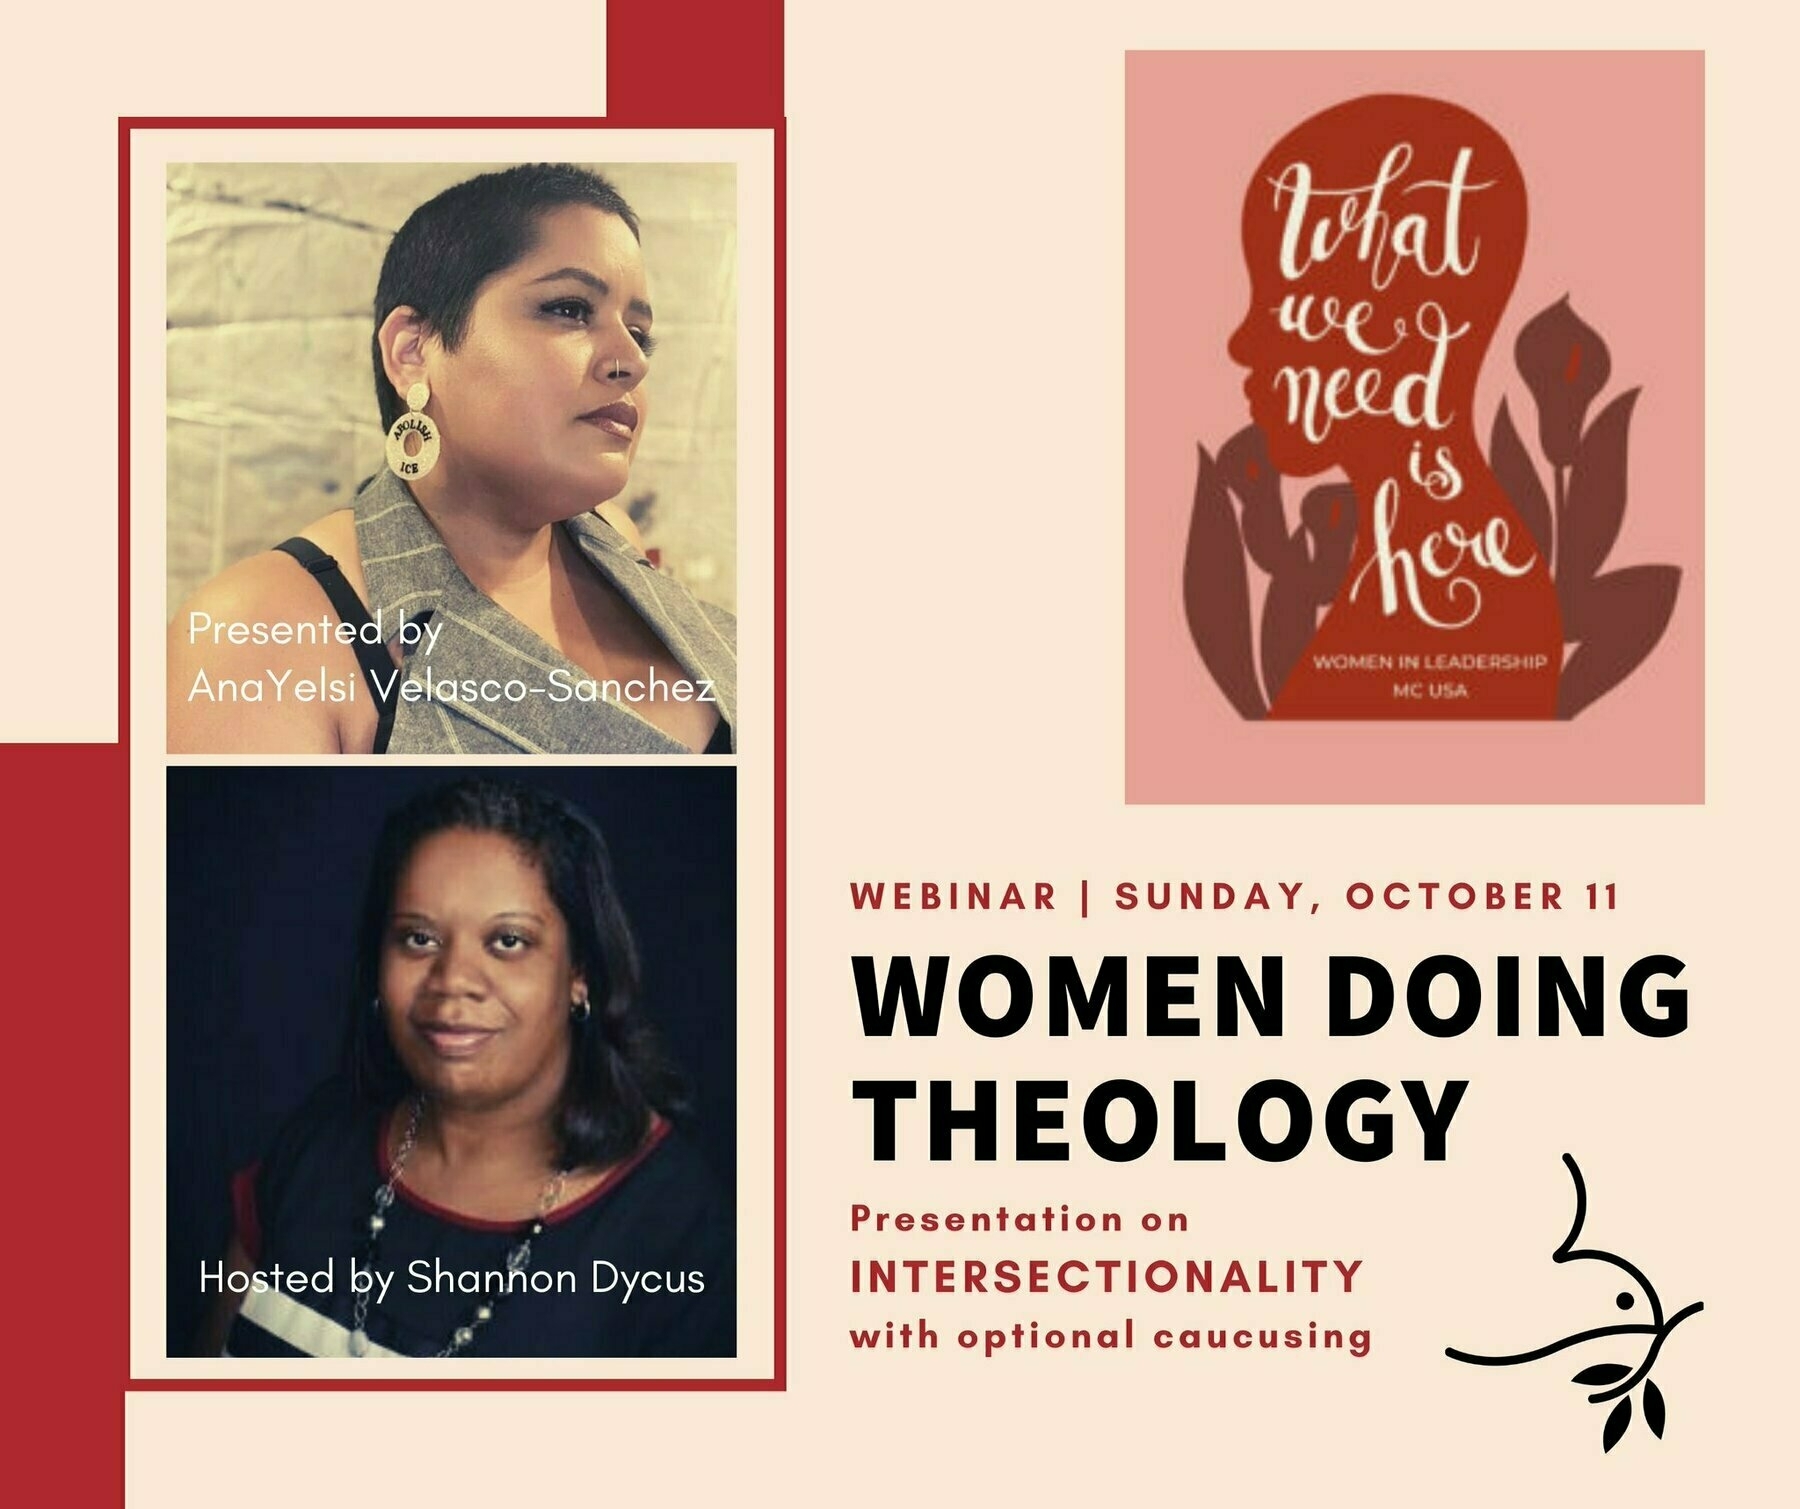 ABOLISH
ICE
Presented by
AnaYelsi Velasco-Sanchez
Hosted by Shannon Dycus
What
we
need
is
here
WOMEN IN LEADERSHIP
MC USA
WEBINAR | SUNDAY, OCTOBER 11
WOMEN DOING
THEOLOGY
Presentation on
INTERSECTIONALITY
with optional caucusing